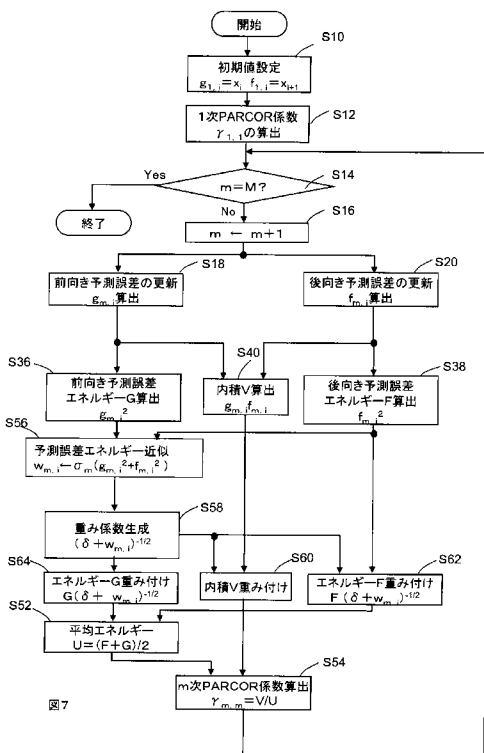 開始
S10
初期値設定
g₁,ᵢ=xᵢ f₁,ᵢ=xᵢ₊₁
S12
1次PARCOR係数
γ₁,₁の算出
S14
Yes
m=M?
終了
No
S16
m ← m+1
S18
S20
前向き予測誤差の更新
gₘ,ᵢ算出
後向き予測誤差の更新
fₘ,ᵢ算出
S36
S40
S38
前向き予測誤差
エネルギーG算出
gₘ,ᵢ²
内積V算出
gₘ,ᵢfₘ,ᵢ
後向き予測誤差
エネルギーF算出
fₘ,ᵢ²
S56
予測誤差エネルギー近似
wₘ,ᵢ←σₘ(gₘ,ᵢ²+fₘ,ᵢ²)
S58
重み係数生成
(δ+wₘ,ᵢ)⁻¹/²
S64
S60
S62
エネルギーG重み付け
G(δ+wₘ,ᵢ)⁻¹/²
内積V重み付け
エネルギーF重み付け
F(δ+wₘ,ᵢ)⁻¹/²
S52
平均エネルギー
U=(F+G)/2
S54
m次PARCOR係数算出
γₘ,ₘ=V/U
図7